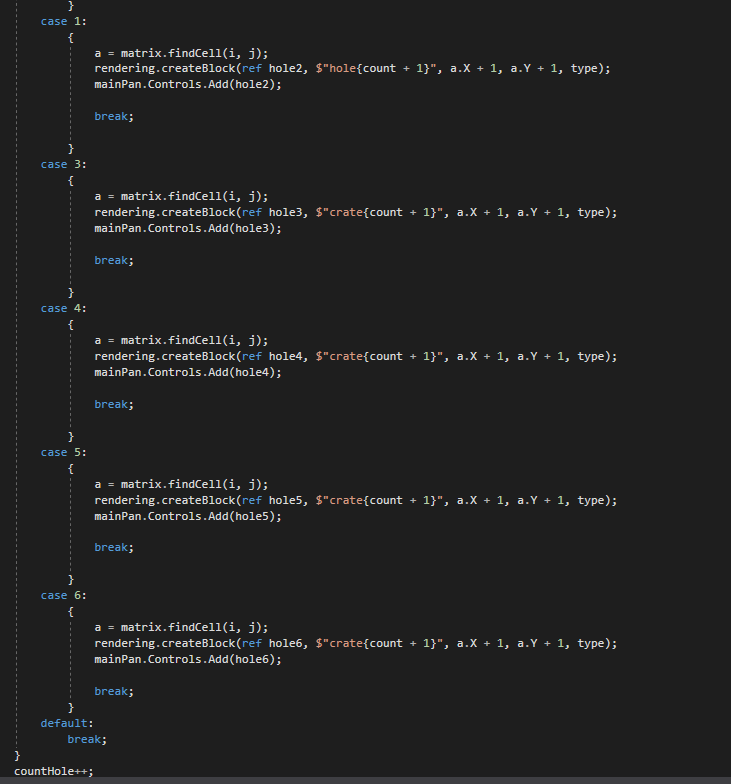 }
case 1:
{
a = matrix.findCell(i, j);
rendering.createBlock(ref hole2, $"hole{count + 1}", a.X + 1, a.Y + 1, type);
mainPan.Controls.Add(hole2);
break;
}
case 3:
{
a = matrix.findCell(i, j);
rendering.createBlock(ref hole3, $"crate{count + 1}", a.X + 1, a.Y + 1, type);
mainPan.Controls.Add(hole3);
break;
}
case 4:
{
a = matrix.findCell(i, j);
rendering.createBlock(ref hole4, $"crate{count + 1}", a.X + 1, a.Y + 1, type);
mainPan.Controls.Add(hole4);
break;
}
case 5:
{
a = matrix.findCell(i, j);
rendering.createBlock(ref hole5, $"crate{count + 1}", a.X + 1, a.Y + 1, type);
mainPan.Controls.Add(hole5);
break;
}
case 6:
{
a = matrix.findCell(i, j);
rendering.createBlock(ref hole6, $"crate{count + 1}", a.X + 1, a.Y + 1, type);
mainPan.Controls.Add(hole6);
break;
}
default:
break;
}
countHole++;